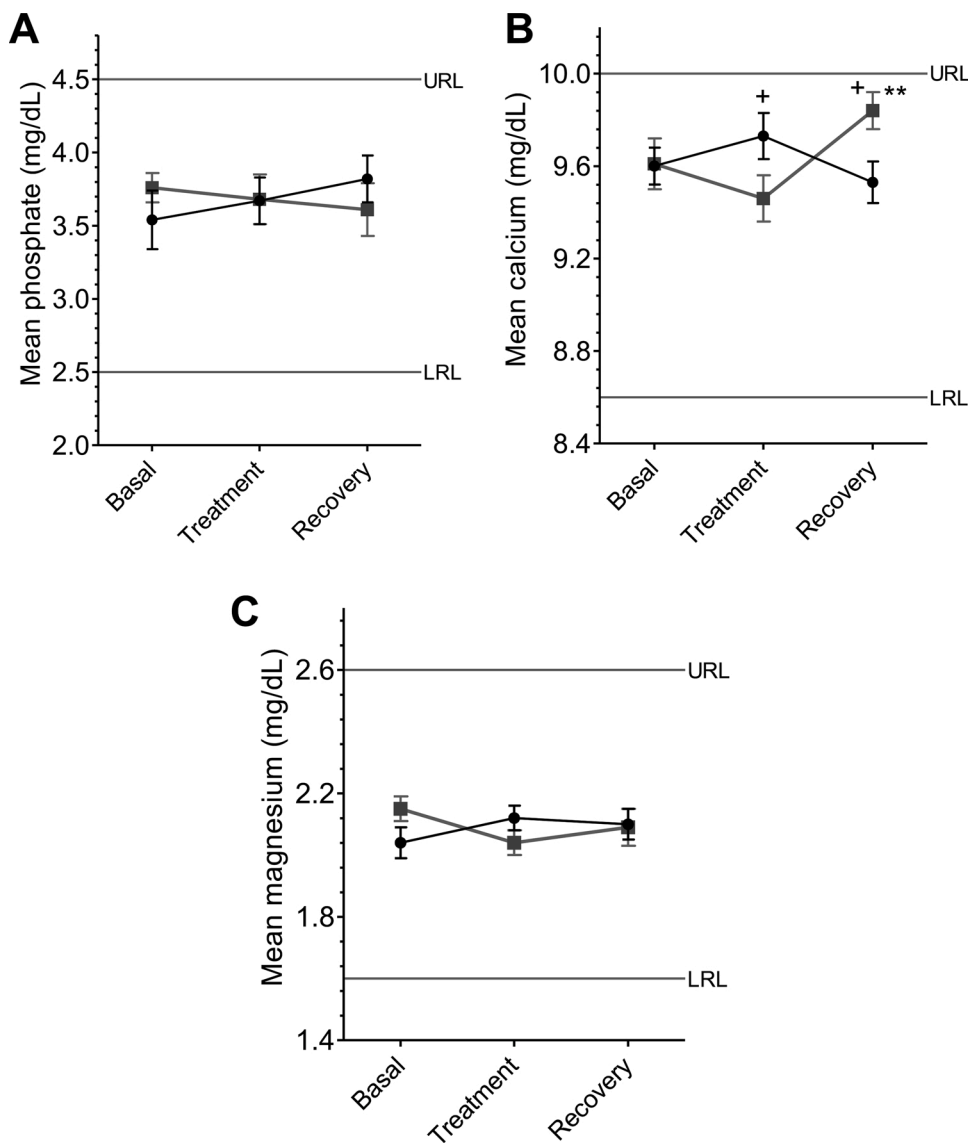 A
Mean phosphate (mg/dL)
4.5
4.0
3.5
3.0
2.5
2.0
URL
LRL
Basal
Treatment
Recovery
B
Mean calcium (mg/dL)
10.0
9.6
9.2
8.8
8.4
URL
+
+ **
LRL
Basal
Treatment
Recovery
C
Mean magnesium (mg/dL)
2.6
2.2
1.8
1.4
URL
LRL
Basal
Treatment
Recovery